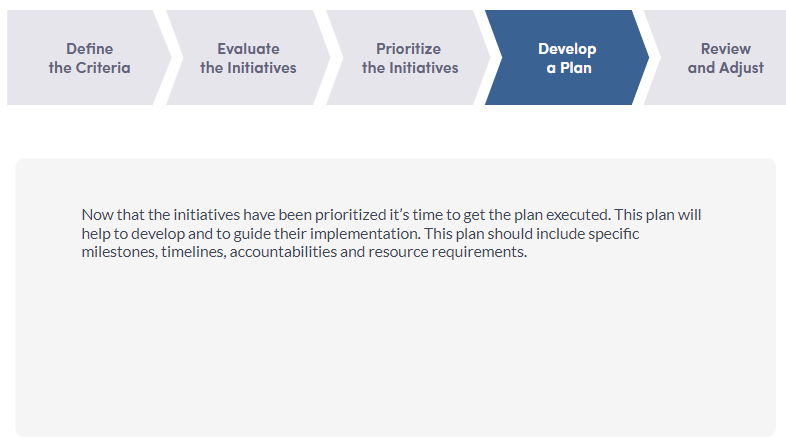 Define
the Criteria
Evaluate
the Initiatives
Prioritize
the Initiatives
Develop
a Plan
Review
and Adjust
Now that the initiatives have been prioritized it's time to get the plan executed. This plan will
help to develop and to guide their implementation. This plan should include specific
milestones, timelines, accountabilities and resource requirements.